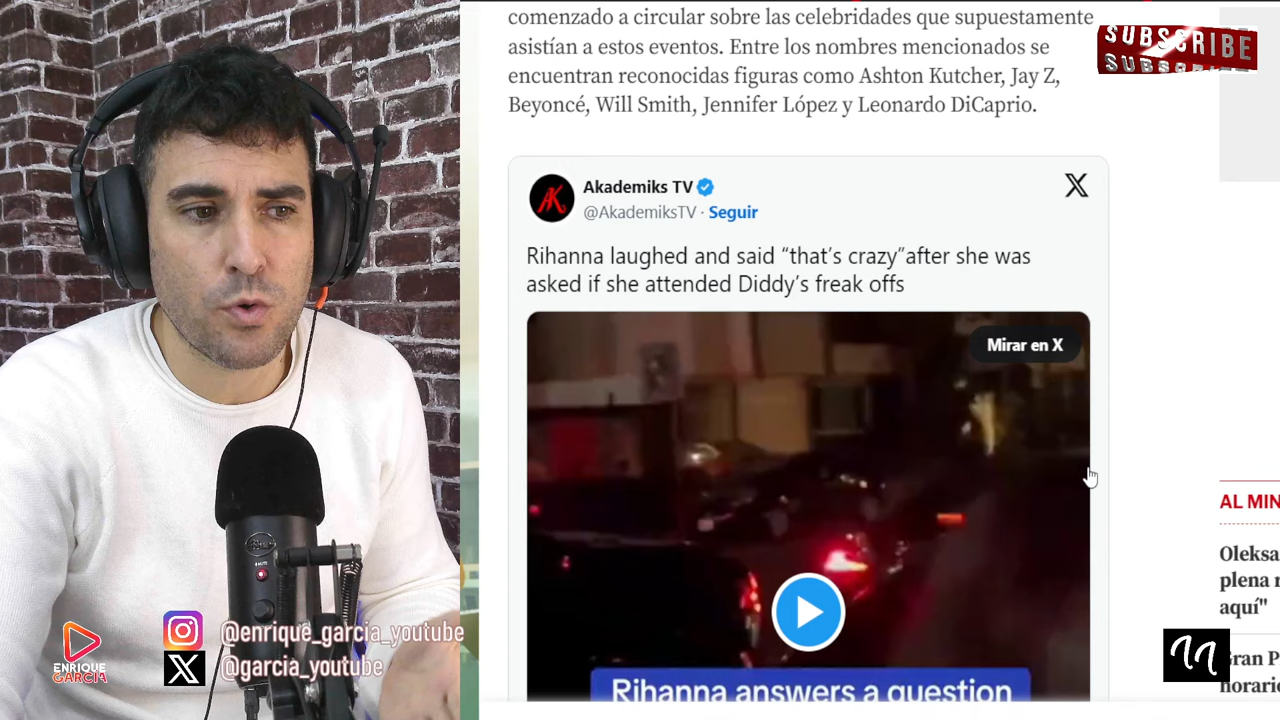 comenzado a circular sobre las celebridades que supuestamente
asistían a estos eventos. Entre los nombres mencionados se
encuentran reconocidas figuras como Ashton Kutcher, Jay Z,
Beyoncé, Will Smith, Jennifer López y Leonardo DiCaprio.
SUBSCRIBE
Akademiks TV
@AkademiksTV · Seguir
Rihanna laughed and said “that’s crazy”after she was
asked if she attended Diddy’s freak offs
Mirar en X
Rihanna answers a question
AL MIN
Oleksa
plena r
aquí"
Gran P
horario
ENRIQUE
GARCIA
@enrique_garcia_youtube
@garcia_youtube